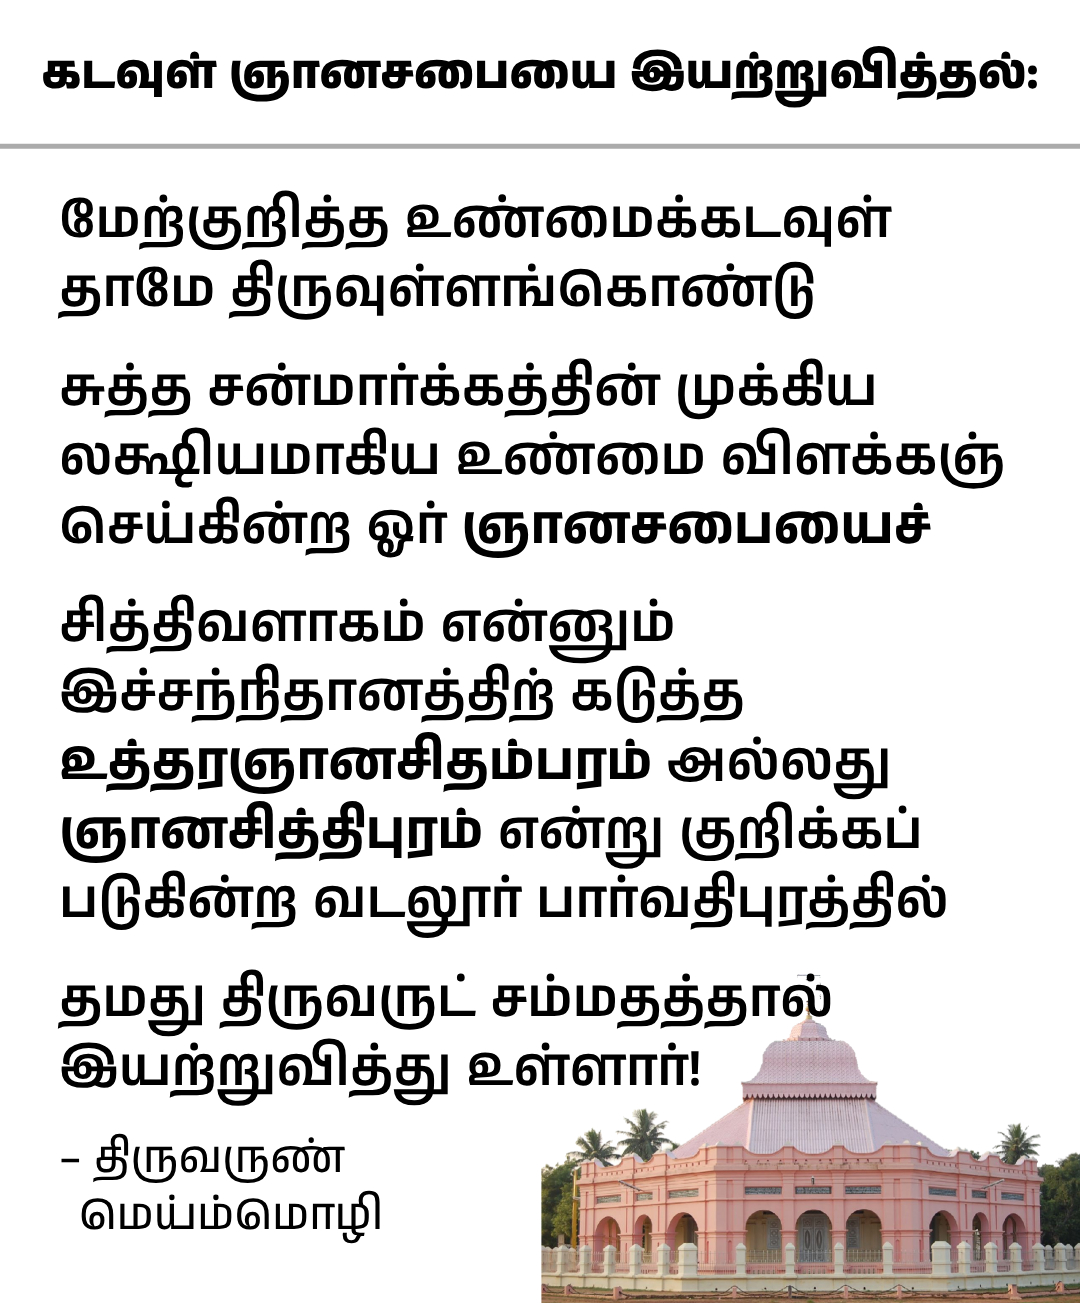 கடவுள் ஞானசபையை இயற்றுவித்தல்:
மேற்குறித்த உண்மைக்கடவுள்
தாமே திருவுள்ளங்கொண்டு
சுத்த சன்மார்க்கத்தின் முக்கிய
லக்ஷியமாகிய உண்மை விளக்கஞ்
செய்கின்ற ஓர் ஞானசபையைச்
சித்திவளாகம் என்னும்
இச்சந்நிதானத்திற் கடுத்த
உத்தரஞானசிதம்பரம் அல்லது
ஞானசித்திபுரம் என்று குறிக்கப்
படுகின்ற வடலூர் பார்வதிபுரத்தில்
தமது திருவருட் சம்மதத்தால்
இயற்றுவித்து உள்ளார்!
– திருவருண்
மெய்ம்மொழி